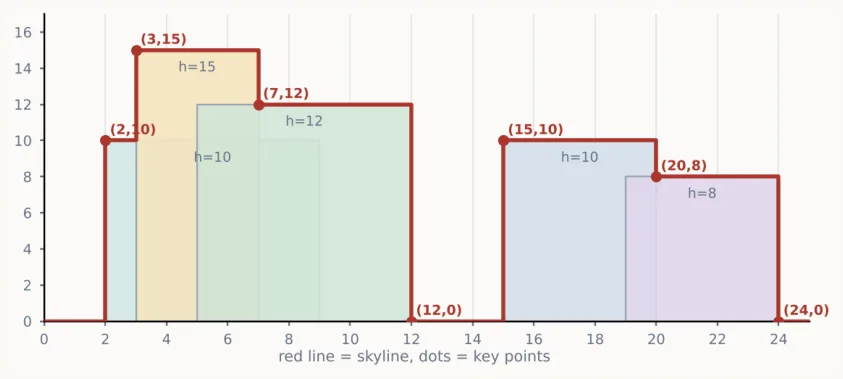 16
(3,15)
14
h=15
12
(7,12)
h=12
10
(2,10)
h=10
(15,10)
h=10
8
(20,8)
h=8
6
4
2
0
(12,0)
(24,0)
0 2 4 6 8 10 12 14 16 18 20 22 24
red line = skyline, dots = key points